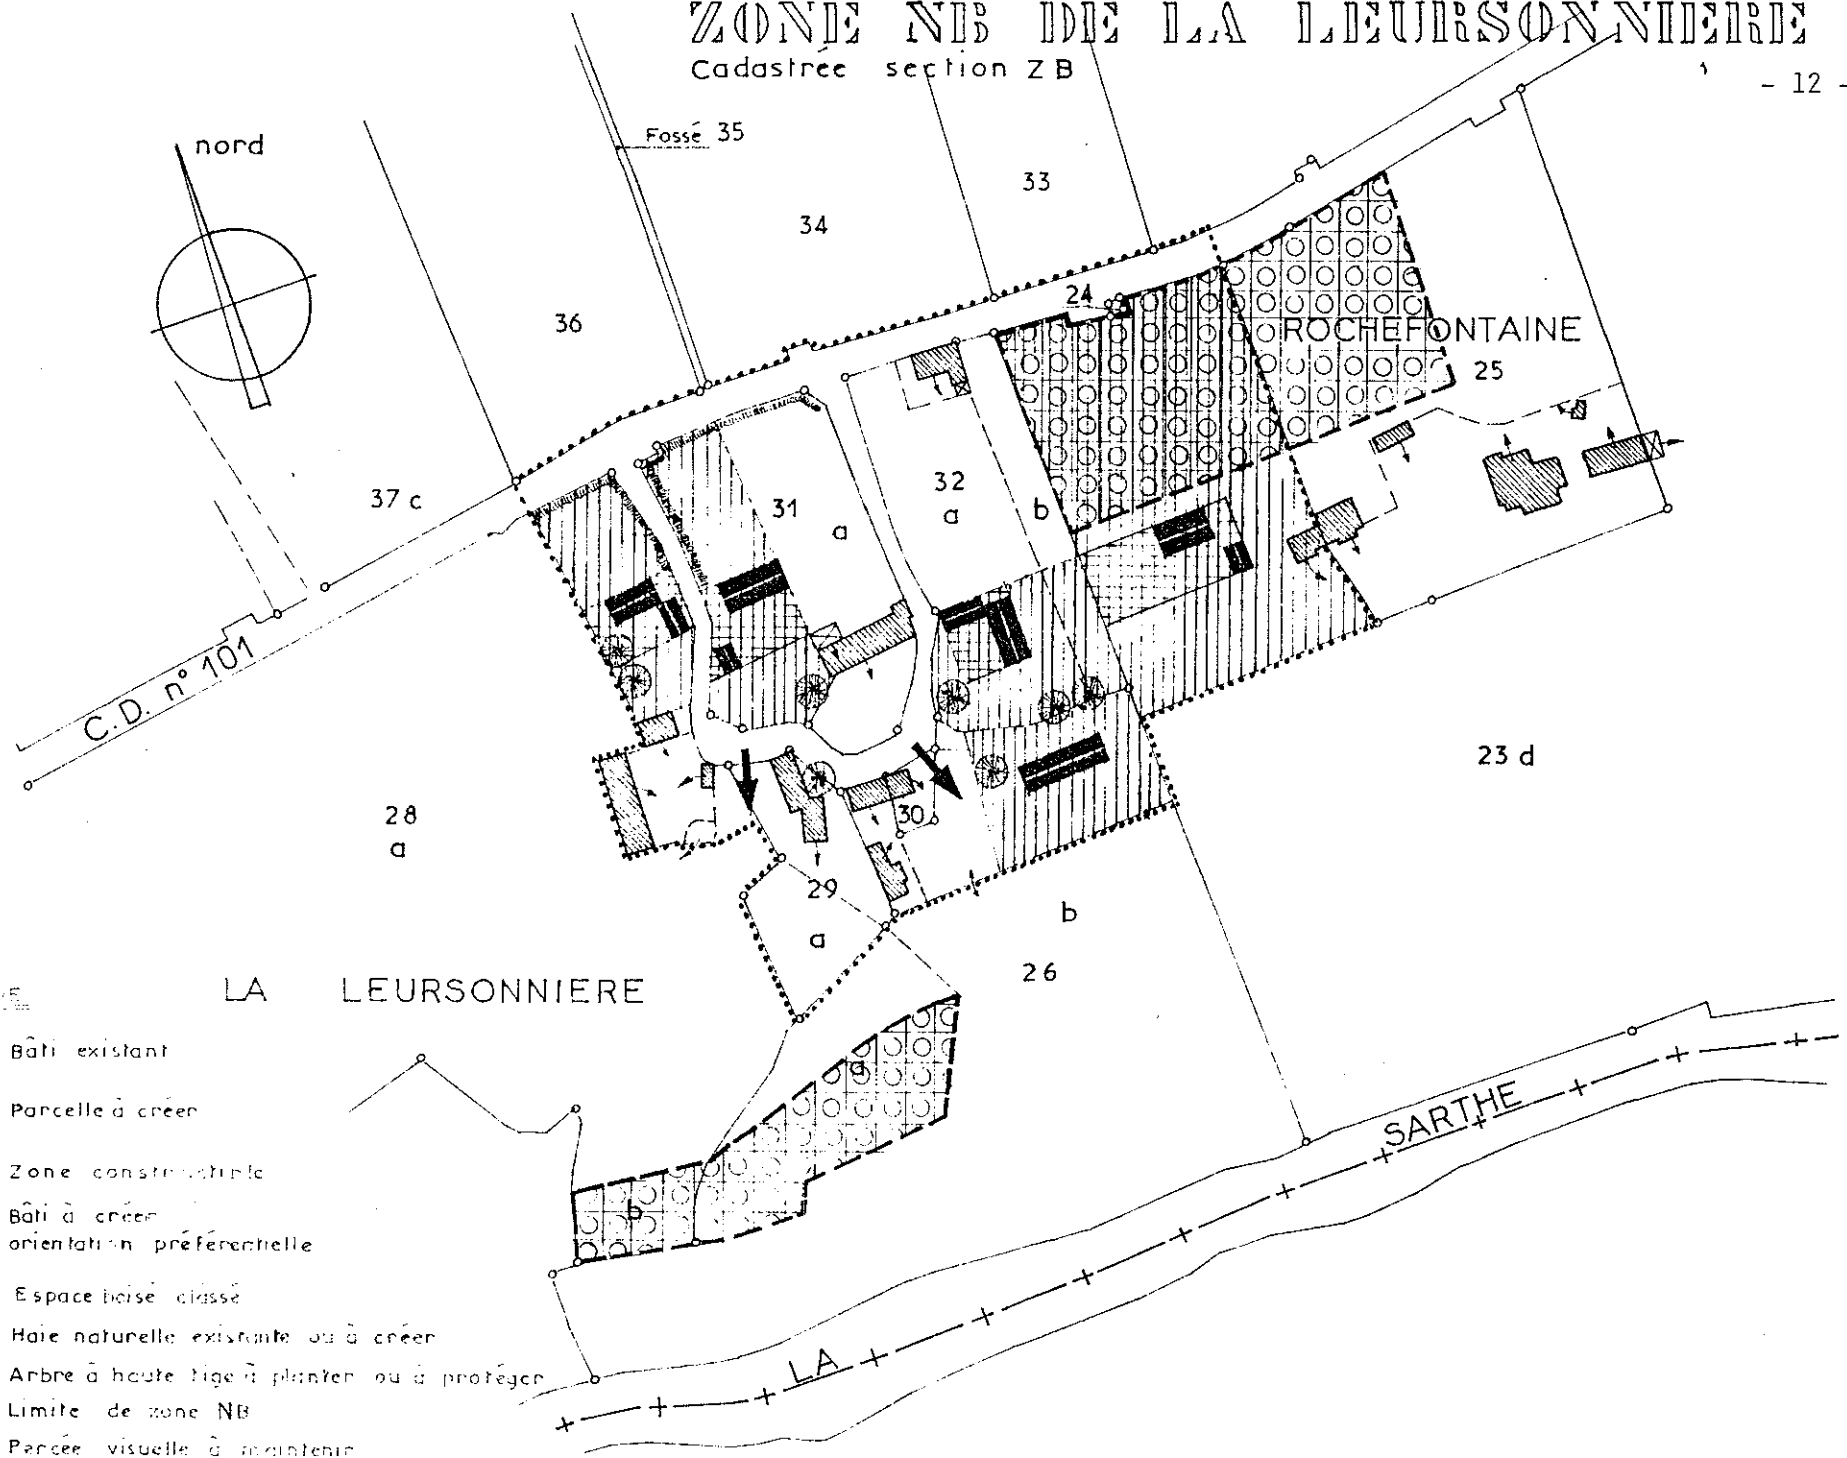 ZONE NB DE LA LEURSONNIERE
Cadastrée section ZB
- 12 -
nord
Fossé 35
33
34
36
24
ROCHEFONTAINE
25
37 c
31
a
32
a
b
C.D. n° 101
23 d
28
a
30
29
a
b
26
LA LEURSONNIERE
a
b
LA SARTHE
Bâti existant
Parcelle à créer
Zone constructible
Bâti à créer
orientation préférentielle
Espace boisé classé
Haie naturelle existante ou à créer
Arbre à haute tige à planter ou à protéger
Limite de zone NB
Percée visuelle à maintenir